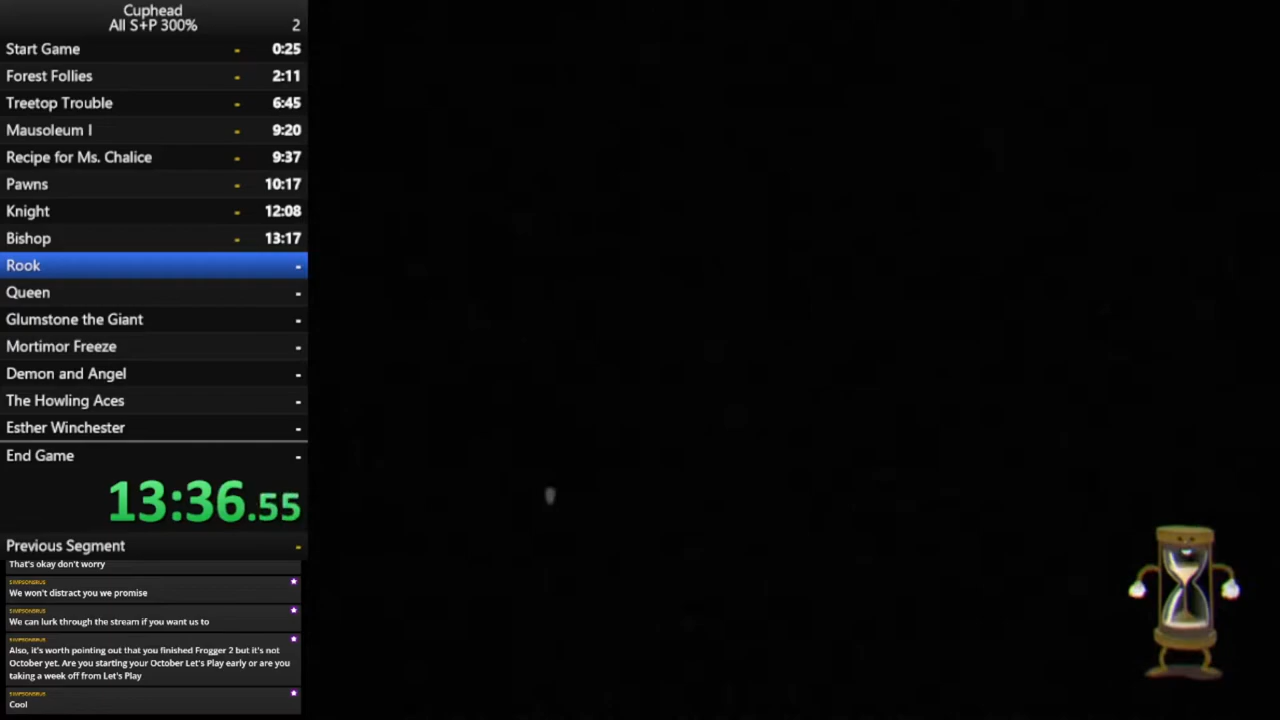 Cuphead
All S+P 300% 2
Start Game - 0:25
Forest Follies - 2:11
Treetop Trouble - 6:45
Mausoleum I - 9:20
Recipe for Ms. Chalice - 9:37
Pawns - 10:17
Knight - 12:08
Bishop - 13:17
Rook -
Queen -
Glumstone the Giant -
Mortimor Freeze -
Demon and Angel -
The Howling Aces -
Esther Winchester -
End Game -
13:36.55
Previous Segment -
That's okay don't worry
SIMPSONSRUS
We won't distract you we promise
SIMPSONSRUS
We can lurk through the stream if you want us to
SIMPSONSRUS
Also, it's worth pointing out that you finished Frogger 2 but it's not
October yet. Are you starting your October Let's Play early or are you
taking a week off from Let's Play
SIMPSONSRUS
Cool